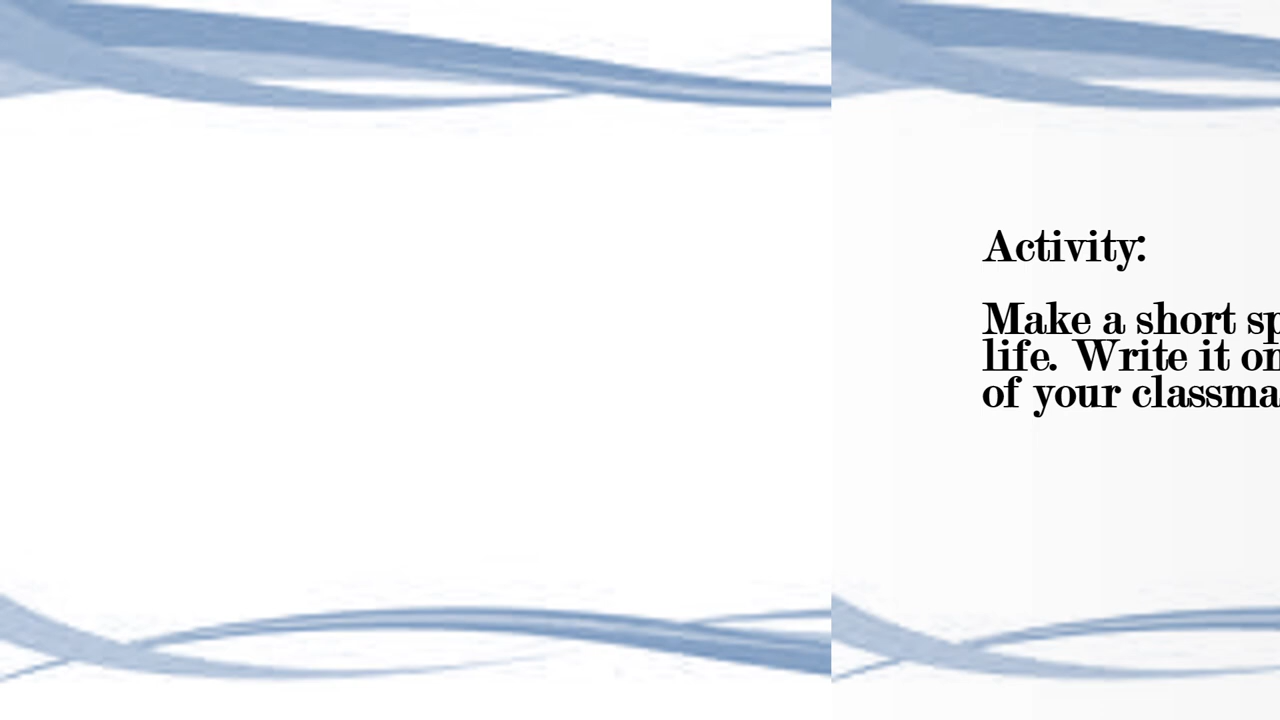 Activity:
Make a short sp
life. Write it on
of your classma